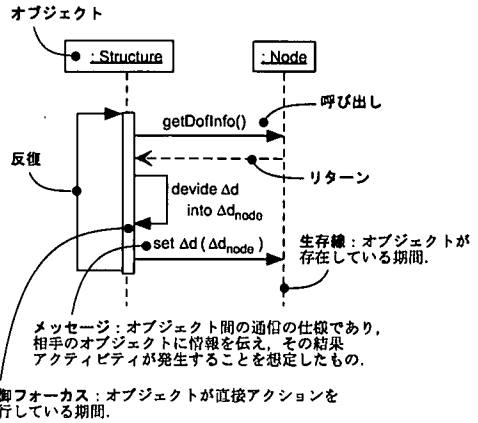 オブジェクト
: Structure
: Node
呼び出し
getDofInfo()
反復
リターン
devide Δd
into Δdnode
set Δd ( Δdnode )
生存線：オブジェクトが
存在している期間．
メッセージ：オブジェクト間の通信の仕様であり，
相手のオブジェクトに情報を伝え，その結果
アクティビティが発生することを想定したもの．
御フォーカス：オブジェクトが直接アクションを
行している期間．